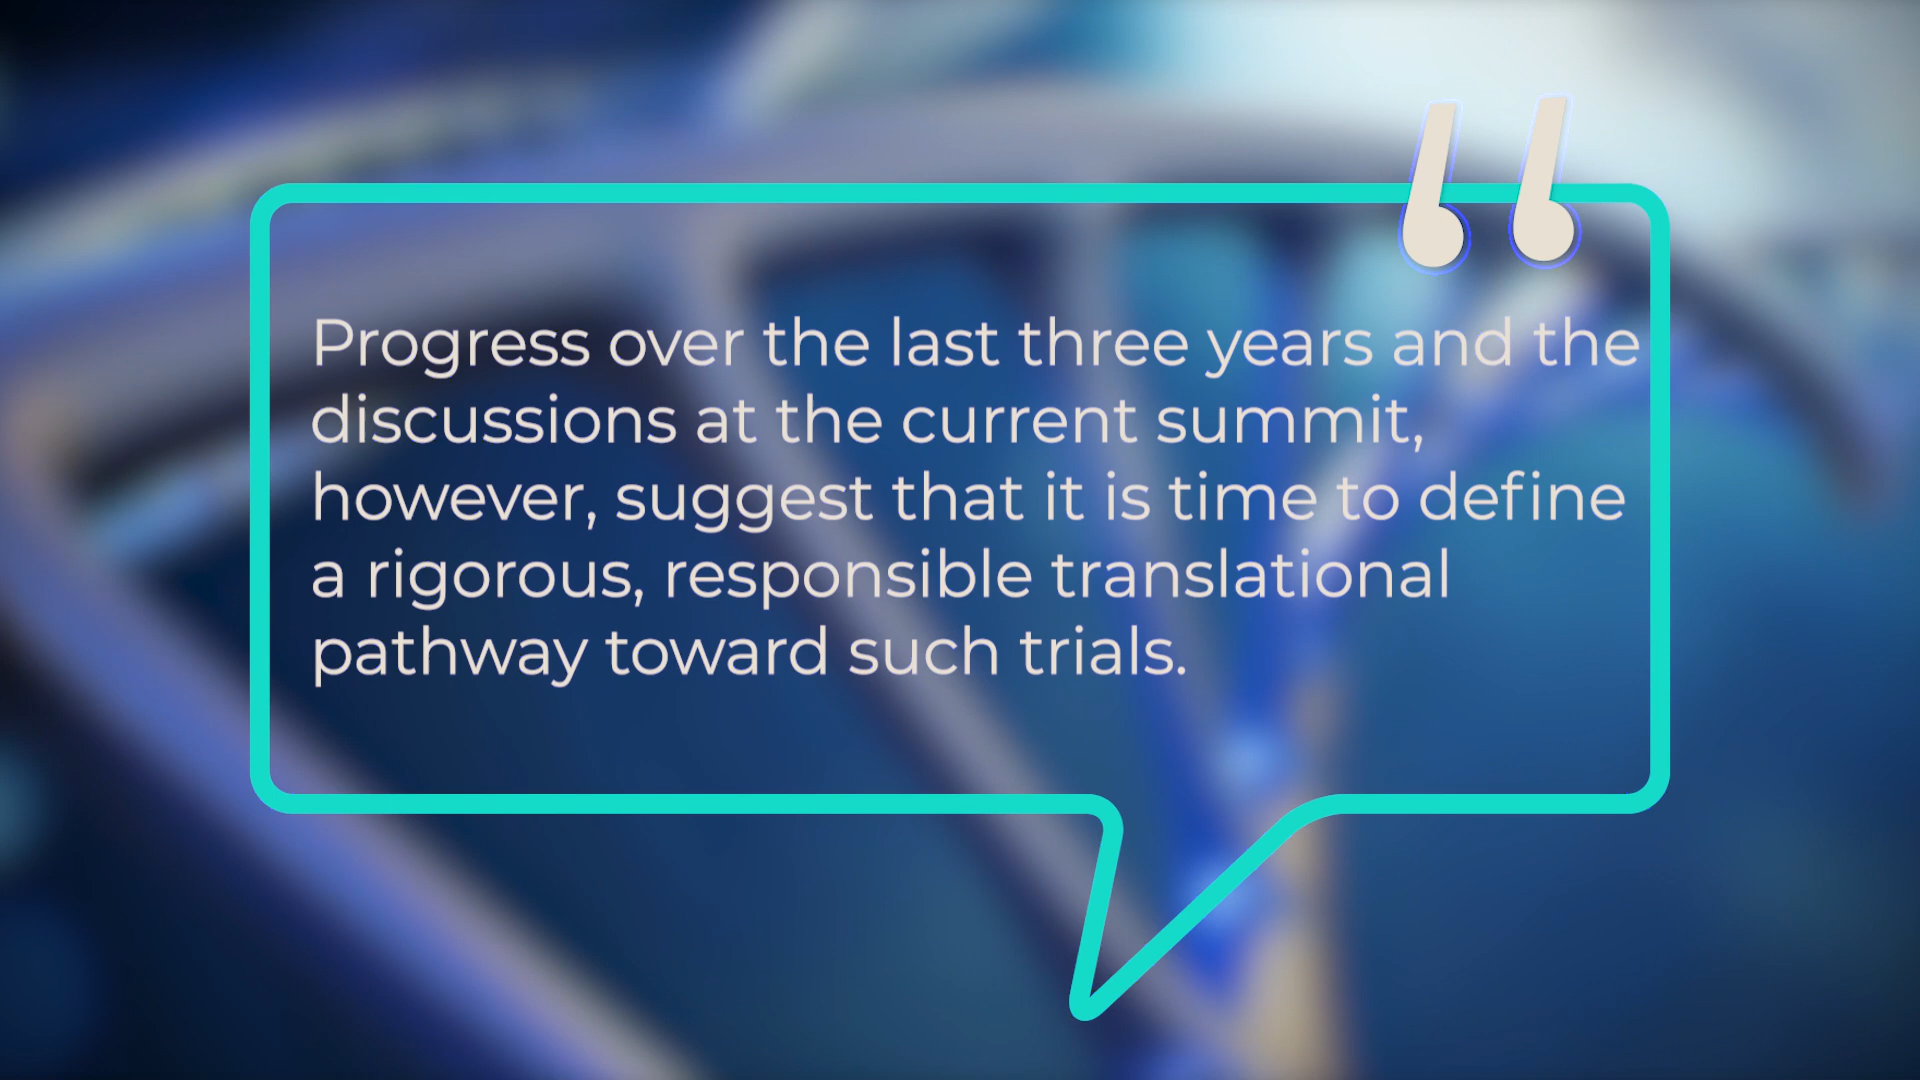 Progress over the last three years and the
discussions at the current summit,
however, suggest that it is time to define
a rigorous, responsible translational
pathway toward such trials.